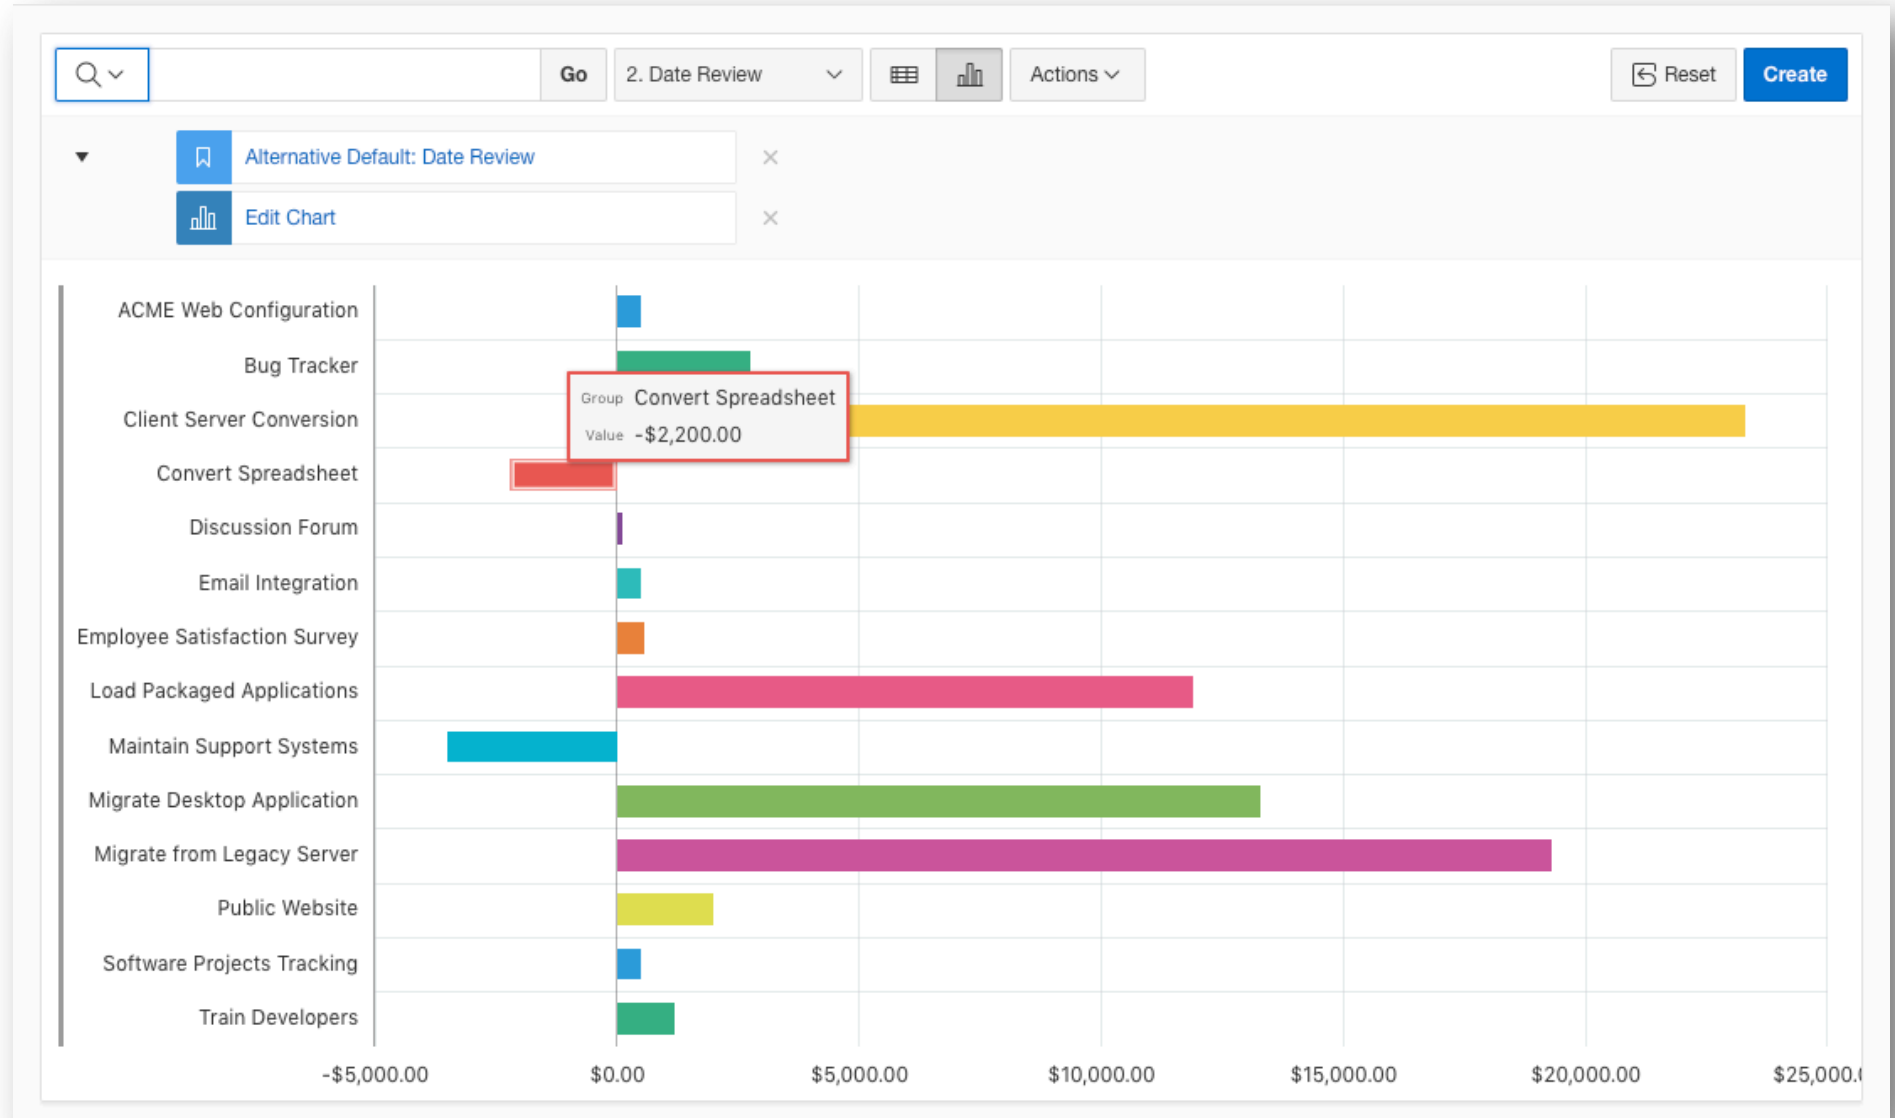 Go
2. Date Review
Actions
Reset
Create
Alternative Default: Date Review
Edit Chart
ACME Web Configuration
Bug Tracker
Group Convert Spreadsheet
Value -$2,200.00
Client Server Conversion
Convert Spreadsheet
Discussion Forum
Email Integration
Employee Satisfaction Survey
Load Packaged Applications
Maintain Support Systems
Migrate Desktop Application
Migrate from Legacy Server
Public Website
Software Projects Tracking
Train Developers
-$5,000.00 $0.00 $5,000.00 $10,000.00 $15,000.00 $20,000.00 $25,000.